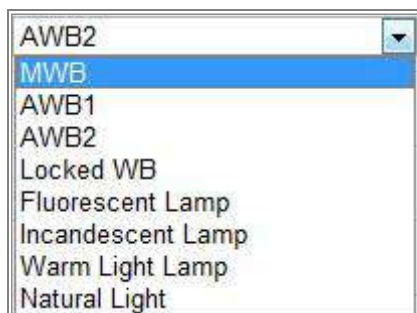 AWB2
MWB
AWB1
AWB2
Locked WB
Fluorescent Lamp
Incandescent Lamp
Warm Light Lamp
Natural Light